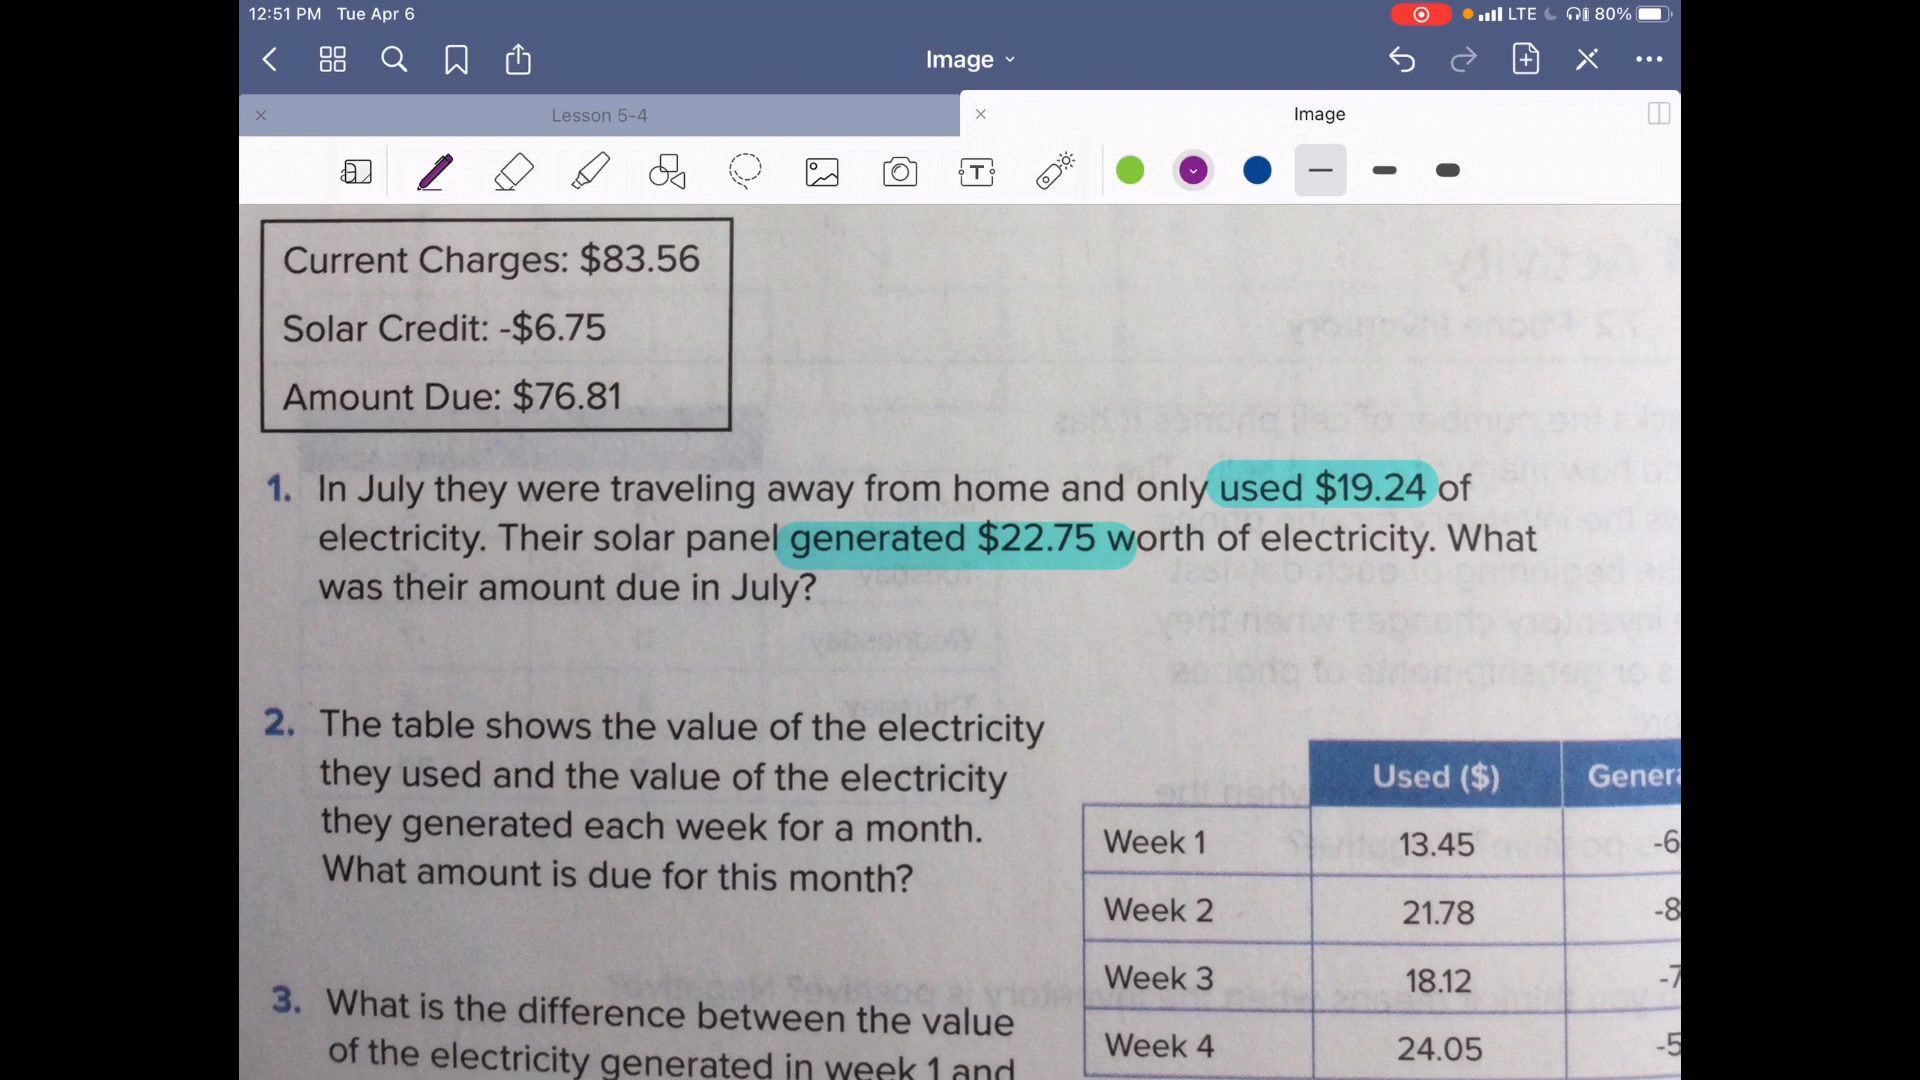 12:51 PM Tue Apr 6
LTE 80%
Image
Lesson 5-4
Image
Current Charges: $83.56
Solar Credit: -$6.75
Amount Due: $76.81
1. In July they were traveling away from home and only used $19.24 of
electricity. Their solar panel generated $22.75 worth of electricity. What
was their amount due in July?
2. The table shows the value of the electricity
they used and the value of the electricity
they generated each week for a month.
What amount is due for this month?
Used ($) Genera
Week 1 13.45 -6
Week 2 21.78 -8
Week 3 18.12 -7
Week 4 24.05 -5
3. What is the difference between the value
of the electricity generated in week 1 and